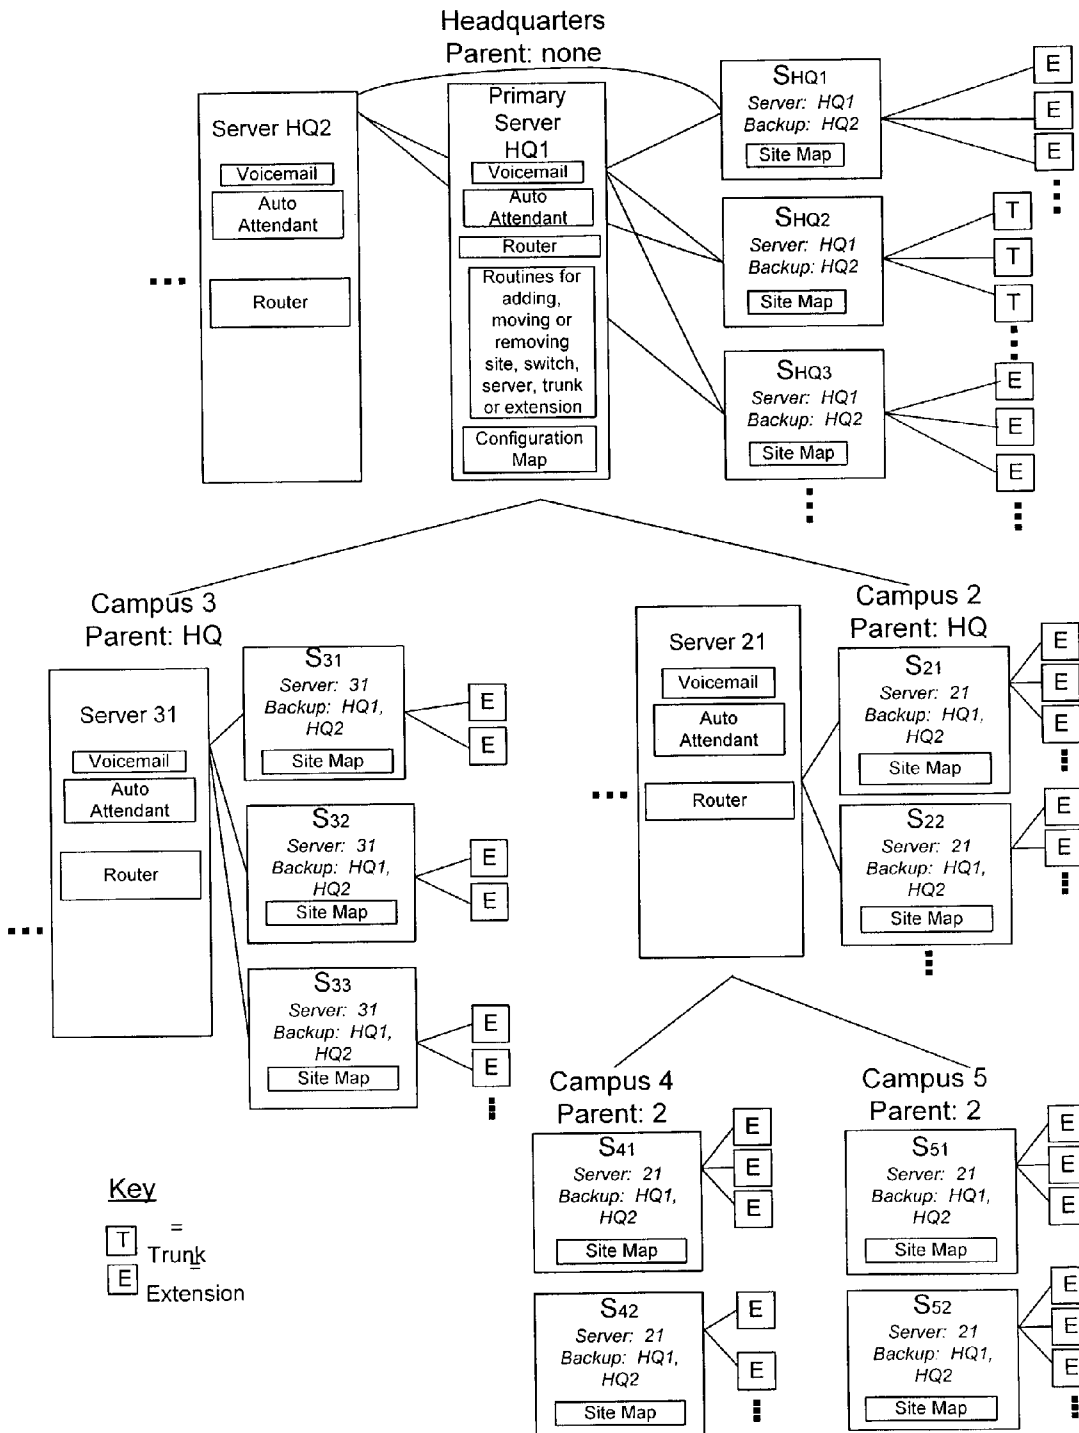 Headquarters
Parent: none
Server HQ2
Voicemail
Auto
Attendant
Router
Primary
Server
HQ1
Voicemail
Auto
Attendant
Router
Routines for
adding,
moving or
removing
site, switch,
server, trunk
or extension
Configuration
Map
SHQ1
Server: HQ1
Backup: HQ2
Site Map
E
E
E
SHQ2
Server: HQ1
Backup: HQ2
Site Map
T
T
T
SHQ3
Server: HQ1
Backup: HQ2
Site Map
E
E
E
Campus 3
Parent: HQ
Server 31
Voicemail
Auto
Attendant
Router
S31
Server: 31
Backup: HQ1,
HQ2
Site Map
E
E
S32
Server: 31
Backup: HQ1,
HQ2
Site Map
E
E
S33
Server: 31
Backup: HQ1,
HQ2
Site Map
E
E
Campus 2
Parent: HQ
Server 21
Voicemail
Auto
Attendant
Router
S21
Server: 21
Backup: HQ1,
HQ2
Site Map
E
E
E
S22
Server: 21
Backup: HQ1,
HQ2
Site Map
E
E
Campus 4
Parent: 2
S41
Server: 21
Backup: HQ1,
HQ2
Site Map
E
E
E
S42
Server: 21
Backup: HQ1,
HQ2
Site Map
E
E
Campus 5
Parent: 2
S51
Server: 21
Backup: HQ1,
HQ2
Site Map
E
E
E
S52
Server: 21
Backup: HQ1,
HQ2
Site Map
E
E
E
Key
T =
Trunk
E =
Extension